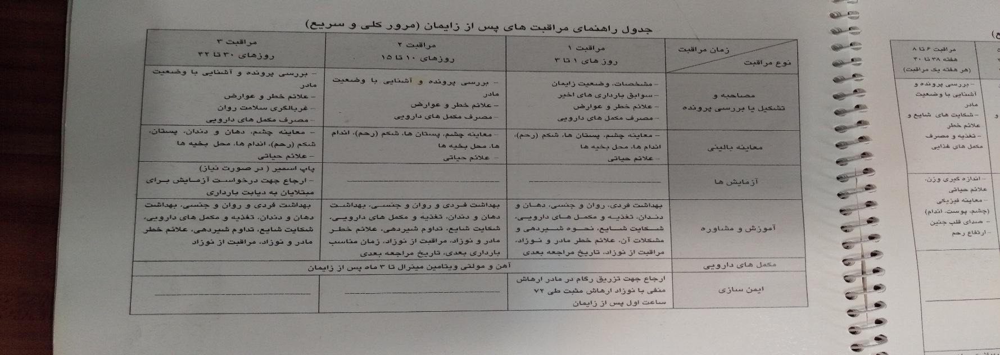 جدول راهنمای مراقبت های پس از زایمان (مرور کلی و سریع)
زمان مراقبت
نوع مراقبت
مراقبت ۱
روز های ۱ تا ۳
مراقبت ۲
روزهای ۱۰ تا ۱۵
مراقبت ۳
روزهای ۳۰ تا ۴۲
مصاحبه و
تشکیل یا بررسی پرونده
- مشخصات، وضعیت زایمان
- سوابق بارداری های اخیر
- علائم خطر و عوارض
- مصرف مکمل های دارویی
- بررسی پرونده و آشنایی با وضعیت
مادر
- علائم خطر و عوارض
- مصرف مکمل های دارویی
- بررسی پرونده و آشنایی با وضعیت
مادر
- علائم خطر و عوارض
- غربالگری سلامت روان
- مصرف مکمل های دارویی
معاینه بالینی
- معاینه چشم، پستان ها، شکم (رحم)،
اندام ها، محل بخیه ها
- علائم حیاتی
- معاینه چشم، پستان ها، شکم (رحم)، اندام
ها، محل بخیه ها
- علائم حیاتی
- معاینه چشم، دهان و دندان، پستان،
شکم (رحم)، اندام ها، محل بخیه ها
- علائم حیاتی
آزمایش ها
پاپ اسمیر ( در صورت نیاز)
- ارجاع جهت درخواست آزمایش برای
مبتلایان به دیابت بارداری
آموزش و مشاوره
بهداشت فردی، روان و جنسی، دهان و
دندان، تغذیه و مکمل های دارویی،
شکایت شایع، نحوه شیردهی و
مشکلات آن، علائم خطر مادر و نوزاد،
مراقبت از نوزاد، تاریخ مراجعه بعدی
بهداشت فردی و روان و جنسی، بهداشت
دهان و دندان، تغذیه و مکمل های دارویی،
شکایت شایع، تداوم شیردهی، علائم خطر
مادر و نوزاد، مراقبت از نوزاد، زمان مناسب
بارداری بعدی، تاریخ مراجعه بعدی
بهداشت فردی و روان و جنسی، بهداشت
دهان و دندان، تغذیه و مکمل های دارویی،
شکایت شایع، تداوم شیردهی، علائم خطر
مادر و نوزاد، مراقبت از نوزاد
مکمل های دارویی
آهن و مولتی ویتامین مینرال تا ۳ ماه پس از زایمان
ایمن سازی
ارجاع جهت تزریق رگام در مادر ارهاش
منفی با نوزاد ارهاش مثبت طی ۷۲
ساعت اول پس از زایمان
مراقبت ۶ تا ۸
هفته ۳۸ تا ۴۰
(هر هفته یک مراقبت)
- بررسی پرونده و
آشنایی با وضعیت
مادر
- شکایت های شایع و
علائم خطر
- تغذیه و مصرف
مکمل های غذایی
- اندازه گیری وزن،
علائم حیاتی
- معاینه فیزیکی
(چشم، پوست، اندام)
- صدای قلب جنین
- ارتفاع رحم